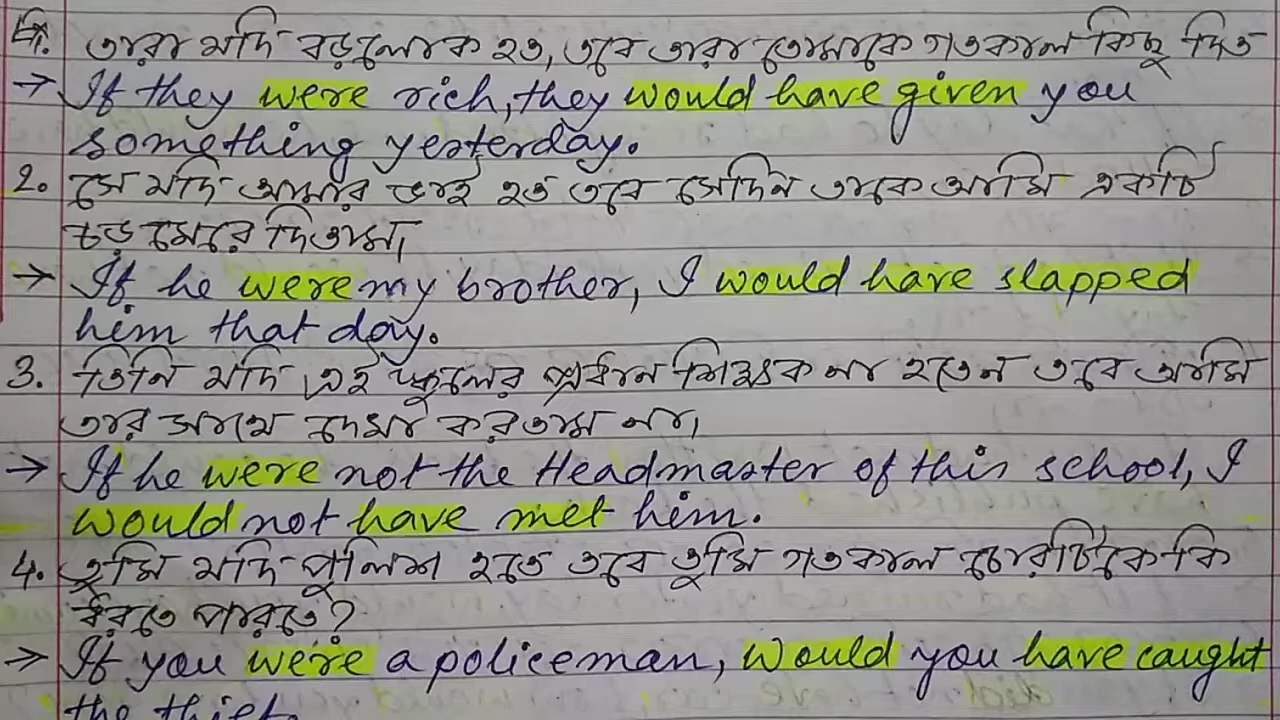 Ex. তারা যদি বড়লোক হত, তবে তারা তোমাকে গতকাল কিছু দিত
→ If they were rich, they would have given you
something yesterday.
2. সে যদি আমার ভাই হত তবে সেদিন তাকে আমি একটি
চড় মেরে দিতাম।
→ If he were my brother, I would have slapped
him that day.
3. তিনি যদি এই স্কুলের প্রধান শিক্ষক না হতেন তবে আমি
তার সাথে দেখা করতাম না।
→ If he were not the Headmaster of this school, I
would not have met him.
4. তুমি যদি পুলিশ হতে তবে তুমি গতকাল চোরটিকে কি
ধরতে পারতে?
→ If you were a policeman, would you have caught
the thief.